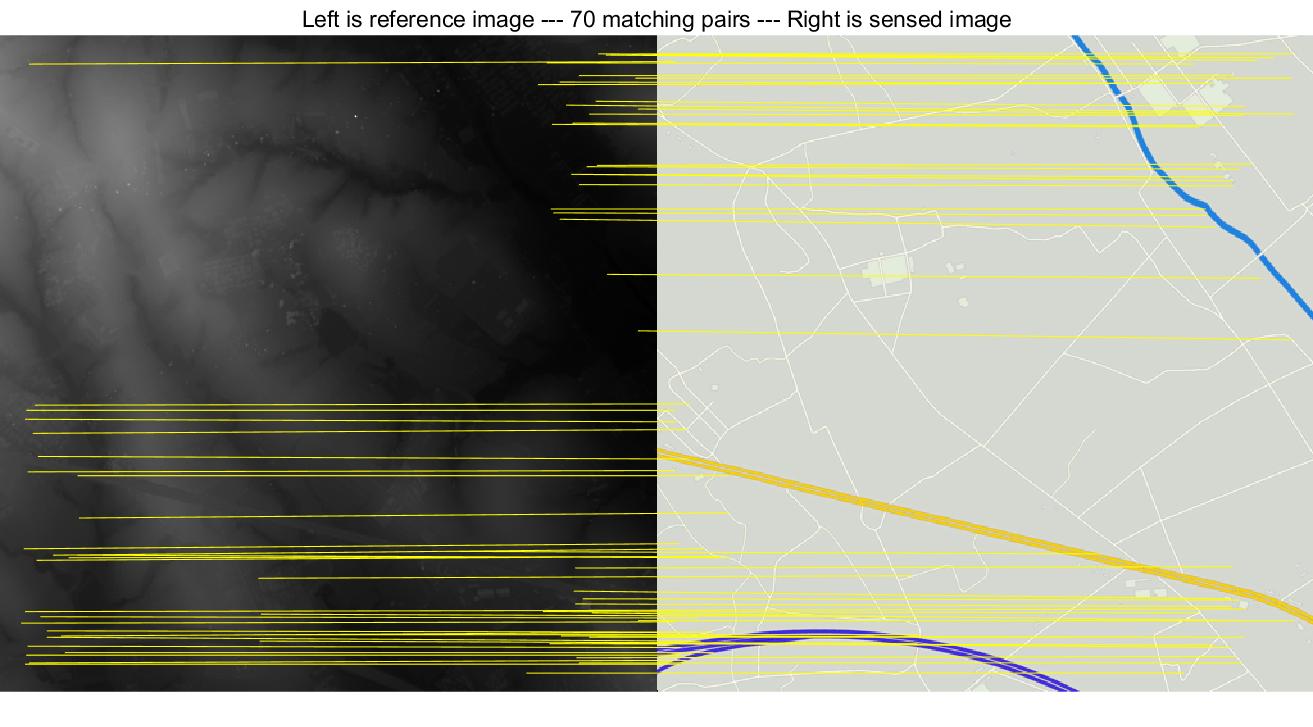 Left is reference image --- 70 matching pairs --- Right is sensed image